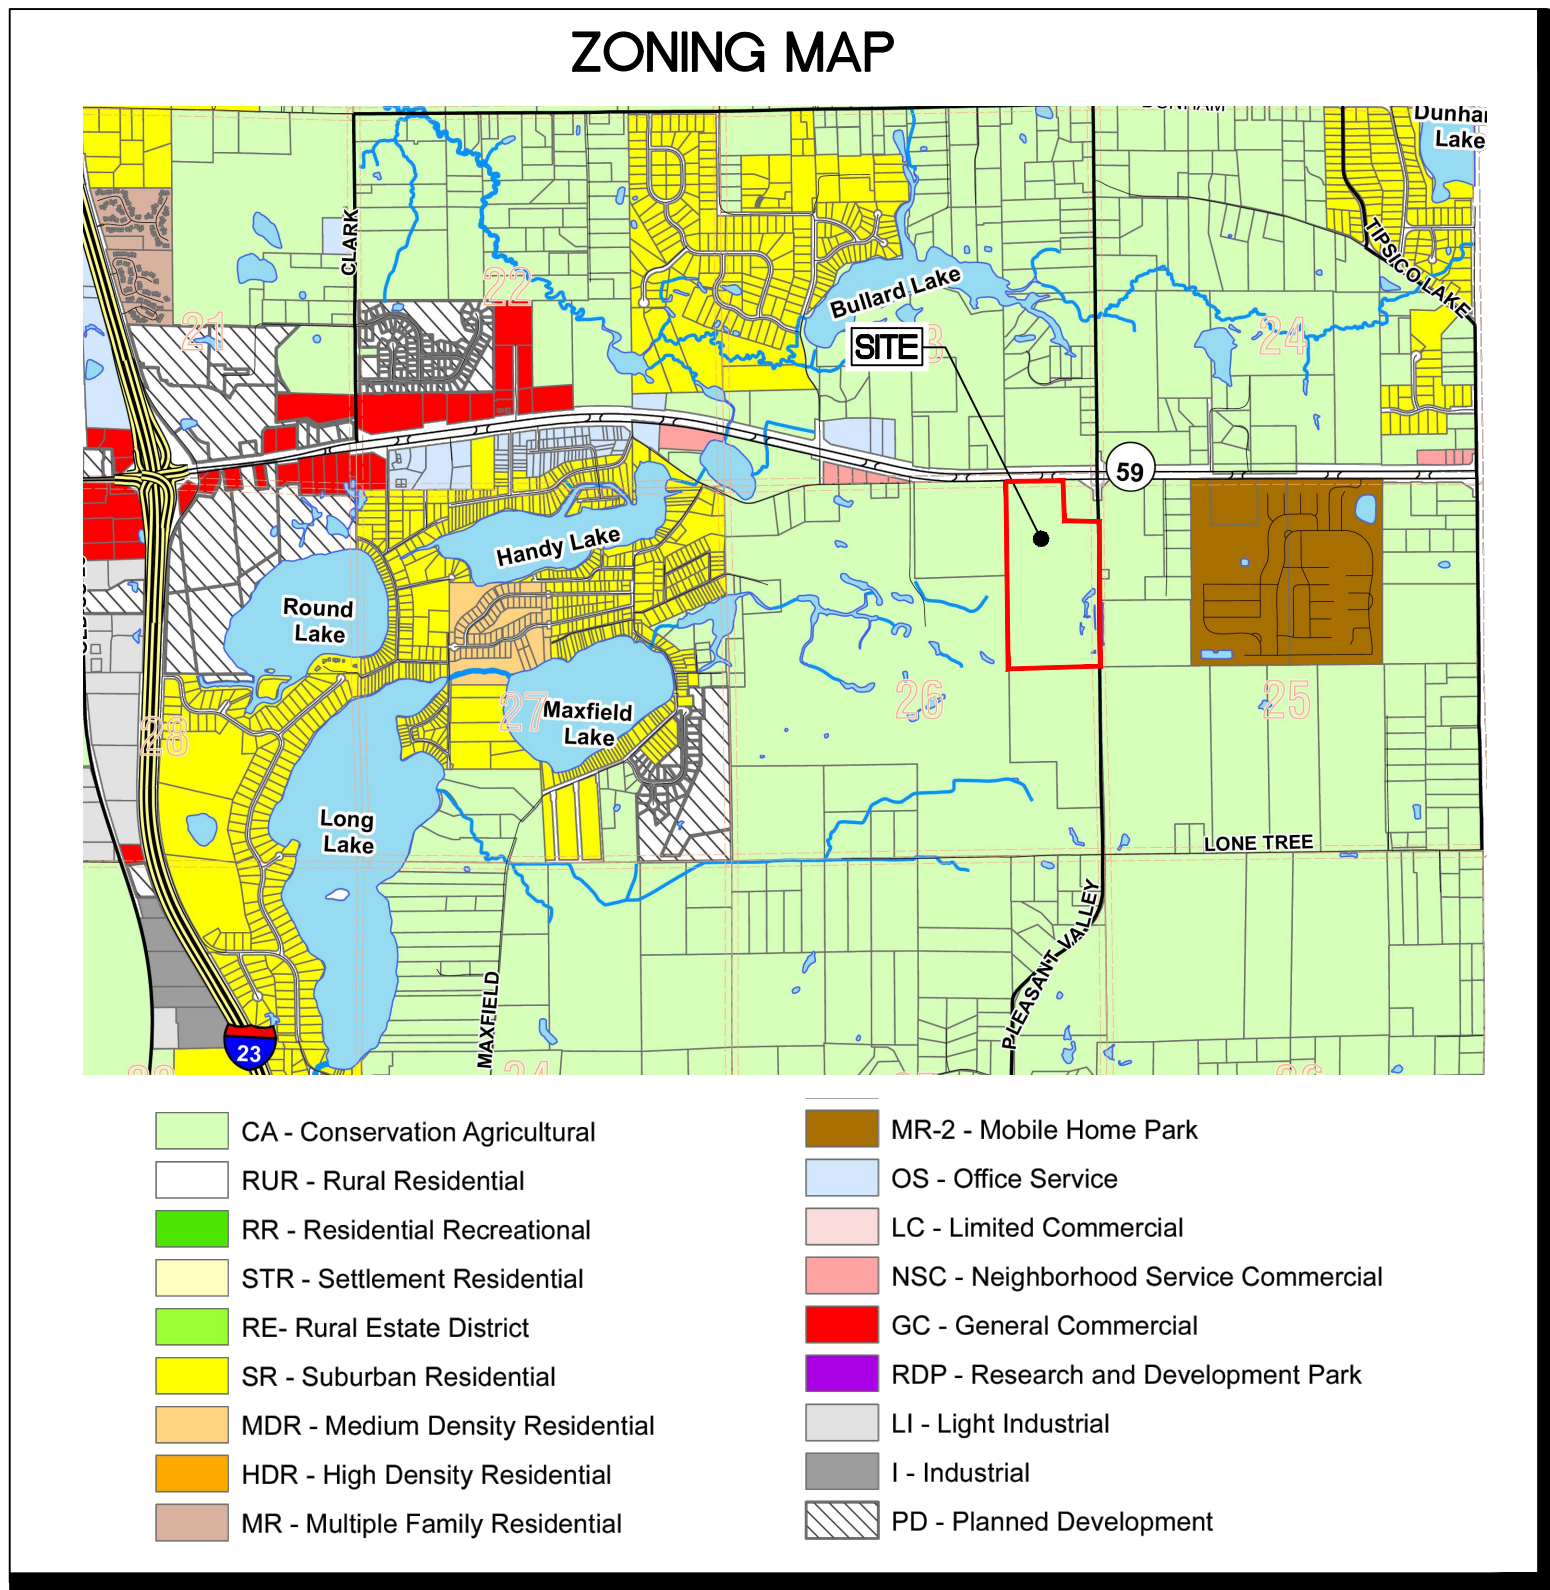 ZONING MAP
DUNHAM
Dunha
Lake
CLARK
TIPSICO LAKE
22
21
Bullard Lake
SITE
24
59
Handy Lake
Round
Lake
26
25
27
28
Maxfield
Lake
Long
Lake
LONE TREE
PLEASANT VALLEY
MAXFIELD
23
CA - Conservation Agricultural
RUR - Rural Residential
RR - Residential Recreational
STR - Settlement Residential
RE- Rural Estate District
SR - Suburban Residential
MDR - Medium Density Residential
HDR - High Density Residential
MR - Multiple Family Residential
MR-2 - Mobile Home Park
OS - Office Service
LC - Limited Commercial
NSC - Neighborhood Service Commercial
GC - General Commercial
RDP - Research and Development Park
LI - Light Industrial
I - Industrial
PD - Planned Development